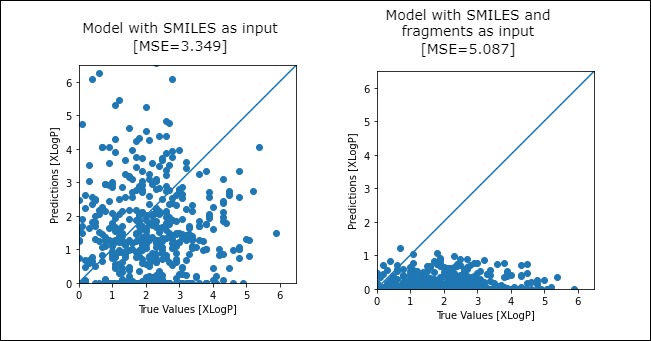 Model with SMILES as input
[MSE=3.349]
Predictions [XLogP]
6
5
4
3
2
1
0
0 1 2 3 4 5 6
True Values [XLogP]
Model with SMILES and
fragments as input
[MSE=5.087]
Predictions [XLogP]
6
5
4
3
2
1
0
0 1 2 3 4 5 6
True Values [XLogP]